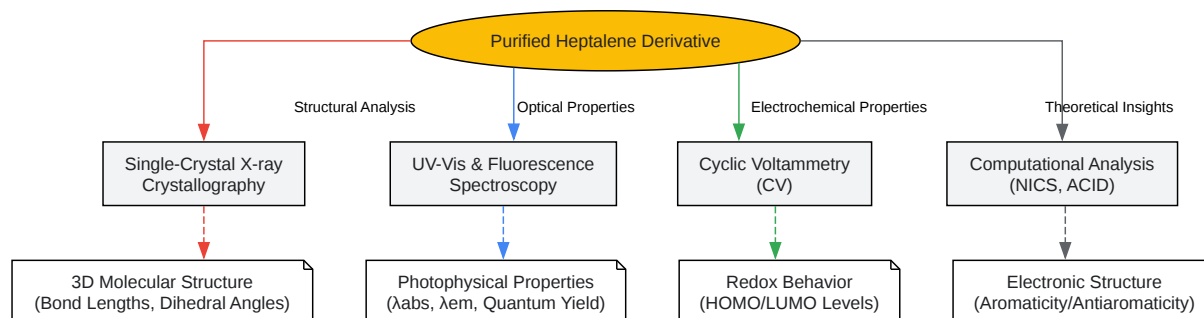 Purified Heptalene Derivative
Structural Analysis
Optical Properties
Electrochemical Properties
Theoretical Insights
Single-Crystal X-ray
Crystallography
UV-Vis & Fluorescence
Spectroscopy
Cyclic Voltammetry
(CV)
Computational Analysis
(NICS, ACID)
3D Molecular Structure
(Bond Lengths, Dihedral Angles)
Photophysical Properties
(λabs, λem, Quantum Yield)
Redox Behavior
(HOMO/LUMO Levels)
Electronic Structure
(Aromaticity/Antiaromaticity)